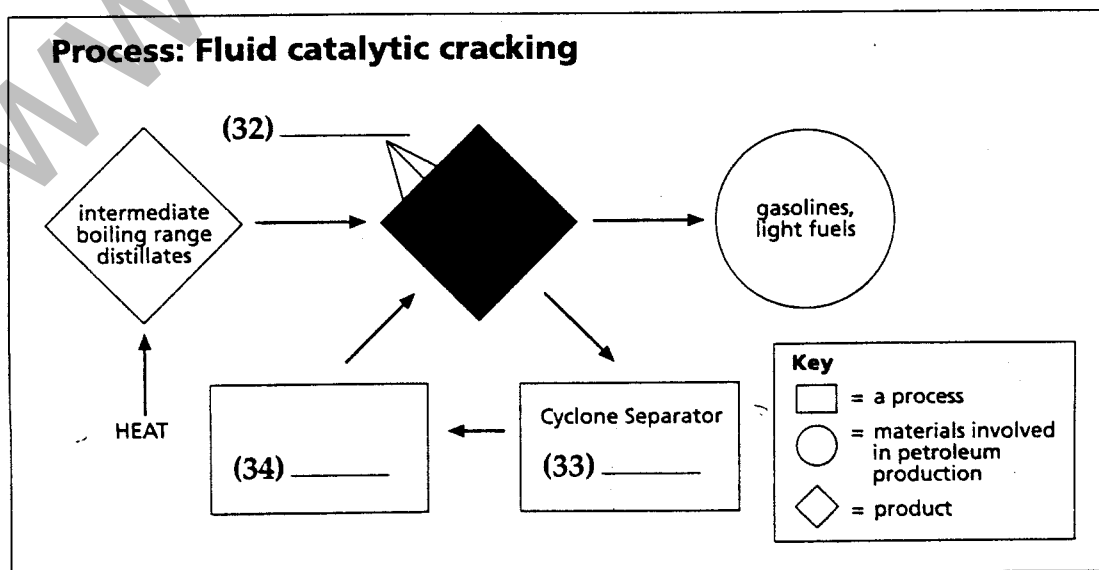 Process: Fluid catalytic cracking
(32)
intermediate
boiling range
distillates
gasolines,
light fuels
HEAT
(34)
Cyclone Separator
(33)
Key
= a process
= materials involved
in petroleum
production
= product